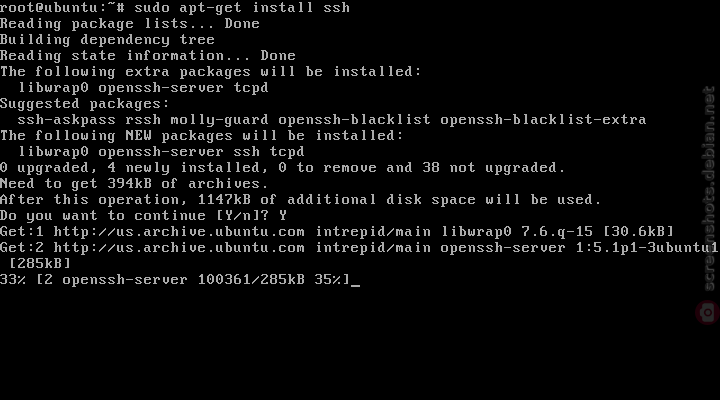 root@ubuntu:~# sudo apt-get install ssh
Reading package lists... Done
Building dependency tree
Reading state information... Done
The following extra packages will be installed:
  libwrap0 openssh-server tcpd
Suggested packages:
  ssh-askpass rssh molly-guard openssh-blacklist openssh-blacklist-extra
The following NEW packages will be installed:
  libwrap0 openssh-server ssh tcpd
0 upgraded, 4 newly installed, 0 to remove and 38 not upgraded.
Need to get 394kB of archives.
After this operation, 1147kB of additional disk space will be used.
Do you want to continue [Y/n]? Y
Get:1 http://us.archive.ubuntu.com intrepid/main libwrap0 7.6.q-15 [30.6kB]
Get:2 http://us.archive.ubuntu.com intrepid/main openssh-server 1:5.1p1-3ubuntu1
 [285kB]
33% [2 openssh-server 100361/285kB 35%]_
screenshots.debian.net